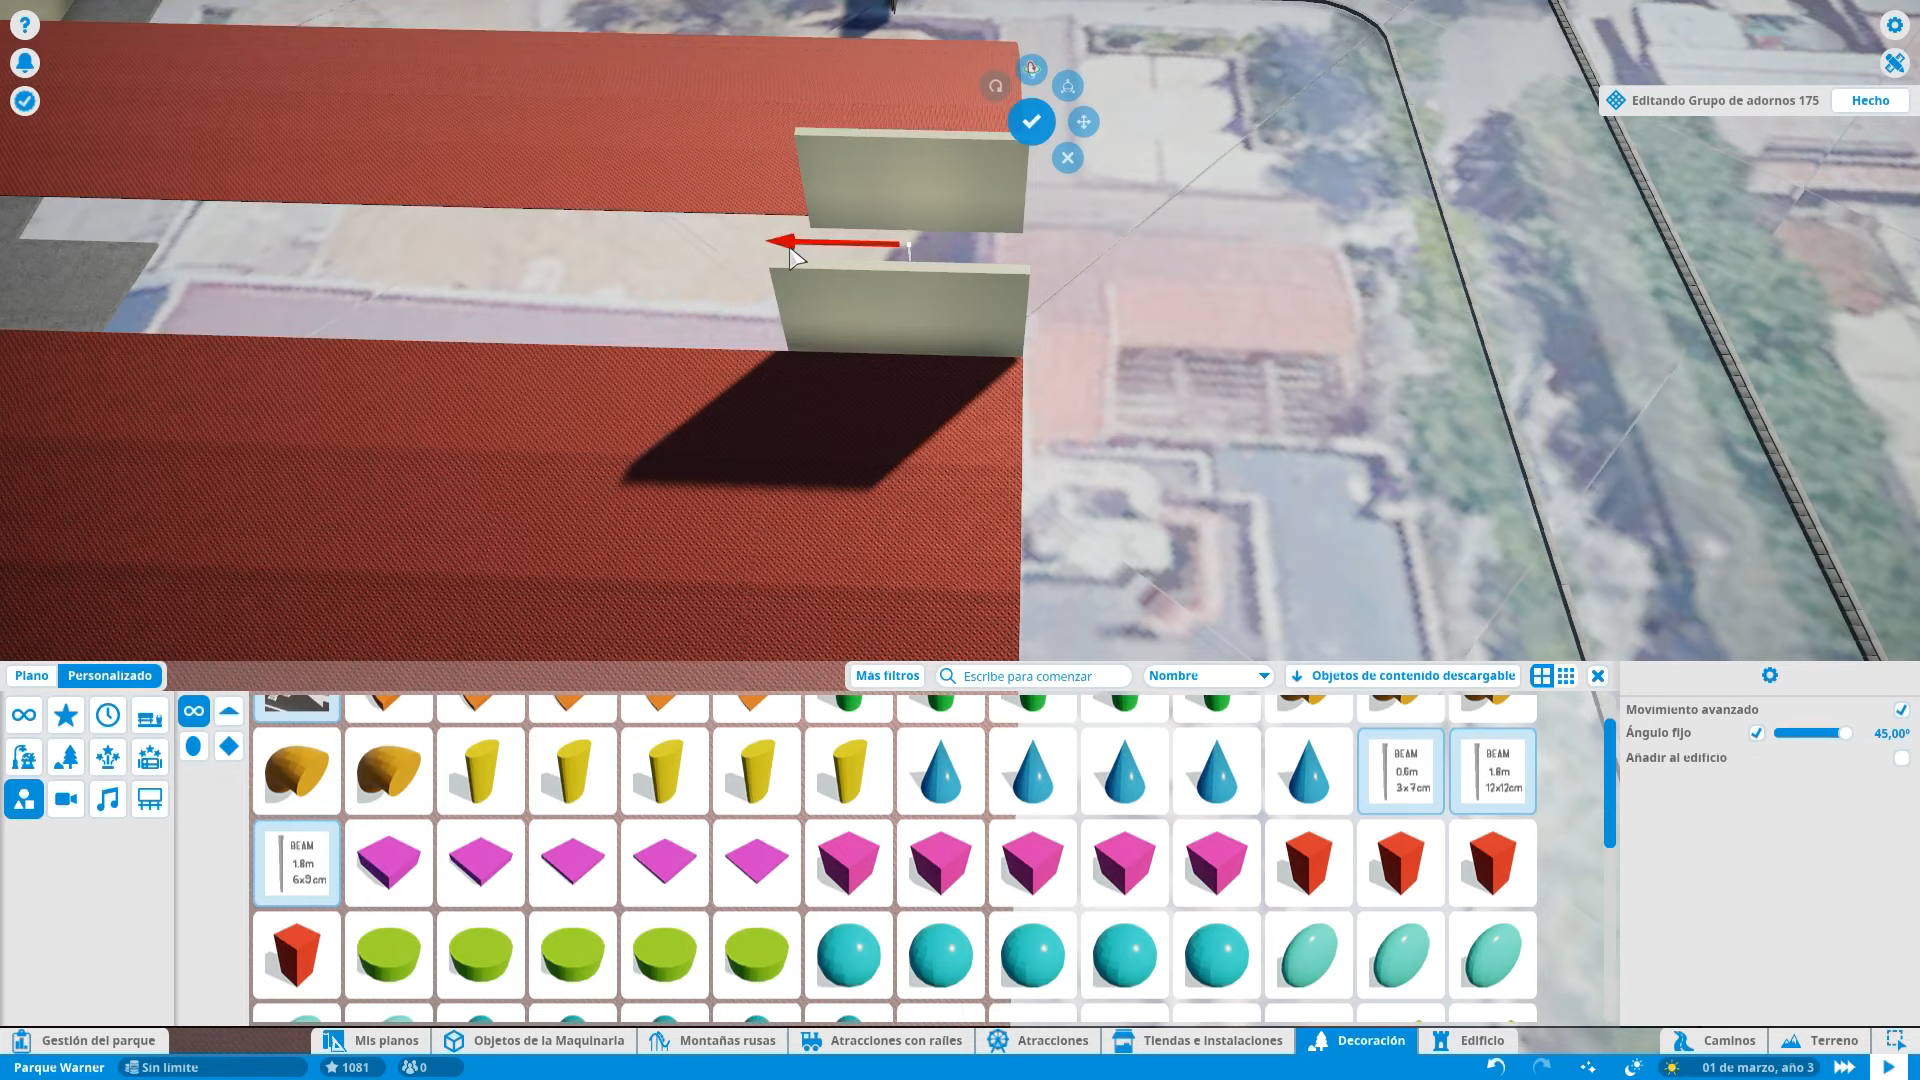 ?
Editando Grupo de adornos 175
Hecho
Plano
Personalizado
Más filtros
Escribe para comenzar
Nombre
Objetos de contenido descargable
Movimiento avanzado
Ángulo fijo
45,00º
Añadir al edificio
BEAM
0.6m
3x7cm
BEAM
1.8m
12x12cm
BEAM
1.8m
6x9cm
Gestión del parque
Mis planos
Objetos de la Maquinaria
Montañas rusas
Atracciones con raíles
Atracciones
Tiendas e Instalaciones
Decoración
Edificio
Caminos
Terreno
Parque Warner
Sin límite
1081
0
01 de marzo, año 3